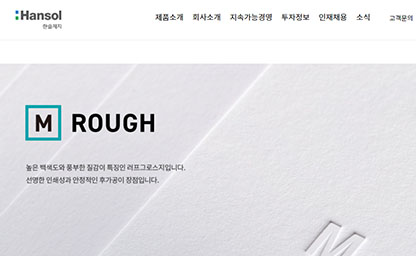 Hansol
한솔제지
제품소개 회사소개 지속가능경영 투자정보 인재채용 소식 고객문의
M ROUGH
높은 백색도와 풍부한 질감이 특징인 러프그로스지입니다.
선명한 인쇄성과 안정적인 후가공이 장점입니다.
M